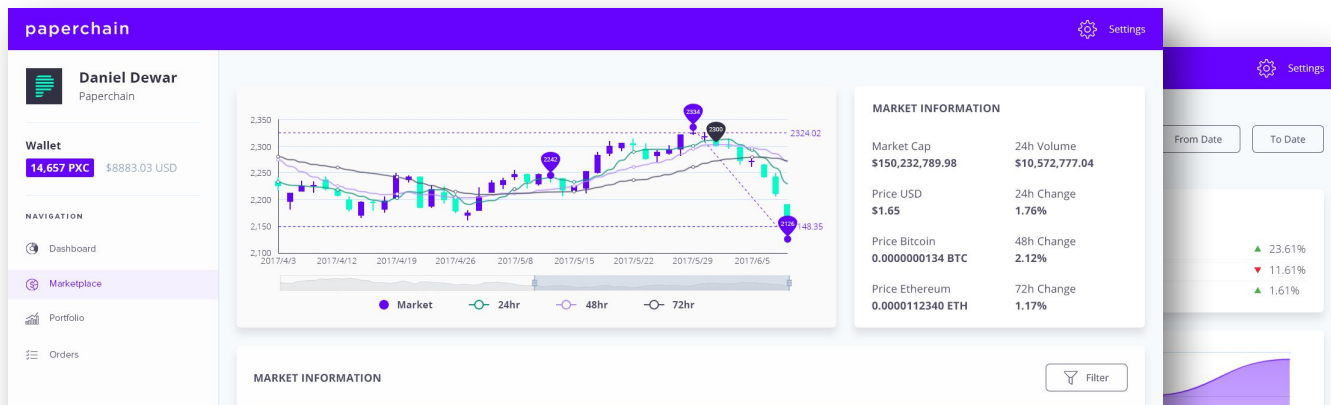 paperchain
Settings
Daniel Dewar
Paperchain
Wallet
14,657 PXC $8883.03 USD
NAVIGATION
Dashboard
Marketplace
Portfolio
Orders
2,350
2,300
2,250
2,200
2,150
2,100
2334
2300
2324.02
2242
2126
148.35
2017/4/3 2017/4/12 2017/4/19 2017/4/26 2017/5/8 2017/5/15 2017/5/22 2017/5/29 2017/6/5
Market 24hr 48hr 72hr
MARKET INFORMATION
Market Cap 24h Volume
$150,232,789.98 $10,572,777.04
Price USD 24h Change
$1.65 1.76%
Price Bitcoin 48h Change
0.0000000134 BTC 2.12%
Price Ethereum 72h Change
0.0000112340 ETH 1.17%
MARKET INFORMATION
Filter
Settings
From Date To Date
23.61%
11.61%
1.61%